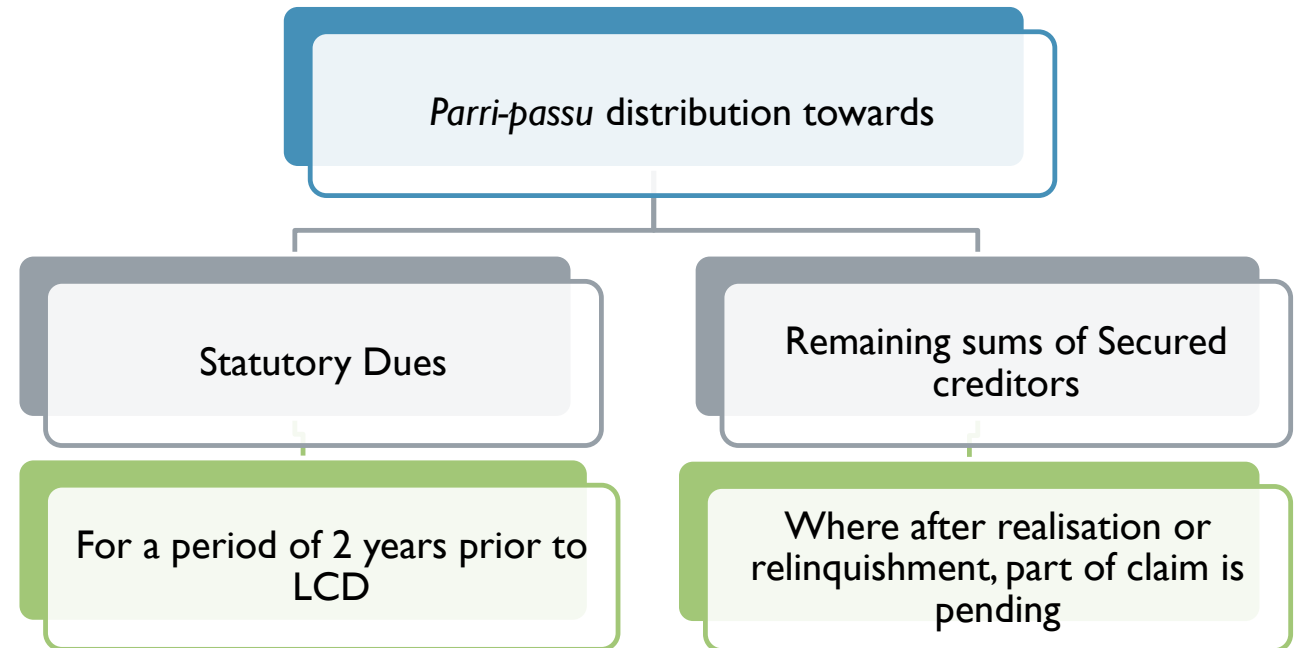 Parri-passu distribution towards
Statutory Dues
Remaining sums of Secured
creditors
For a period of 2 years prior to
LCD
Where after realisation or
relinquishment, part of claim is
pending